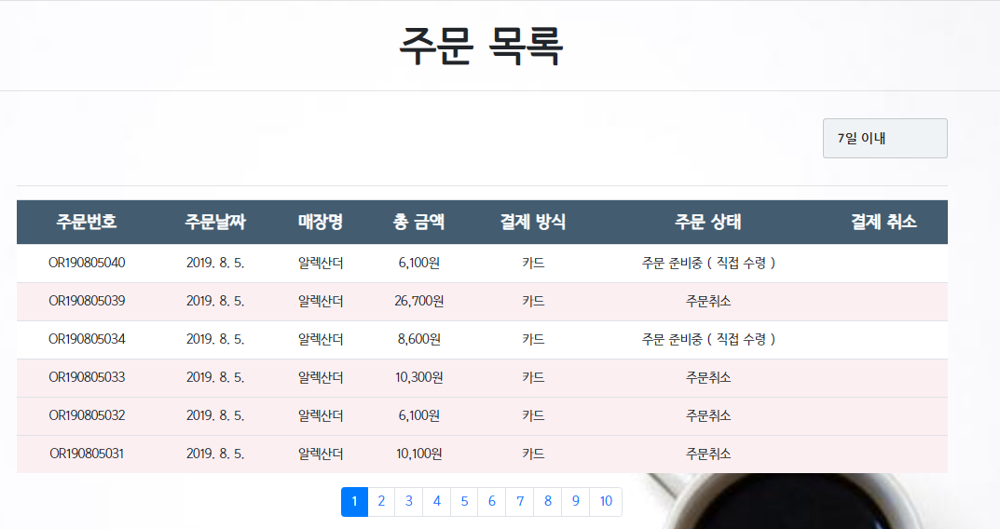 주문 목록
7일 이내
주문번호 주문날짜 매장명 총 금액 결제 방식 주문 상태 결제 취소
OR190805040 2019. 8. 5. 알렉산더 6,100원 카드 주문 준비중 ( 직접 수령 )
OR190805039 2019. 8. 5. 알렉산더 26,700원 카드 주문취소
OR190805034 2019. 8. 5. 알렉산더 8,600원 카드 주문 준비중 ( 직접 수령 )
OR190805033 2019. 8. 5. 알렉산더 10,300원 카드 주문취소
OR190805032 2019. 8. 5. 알렉산더 6,100원 카드 주문취소
OR190805031 2019. 8. 5. 알렉산더 10,100원 카드 주문취소
1 2 3 4 5 6 7 8 9 10